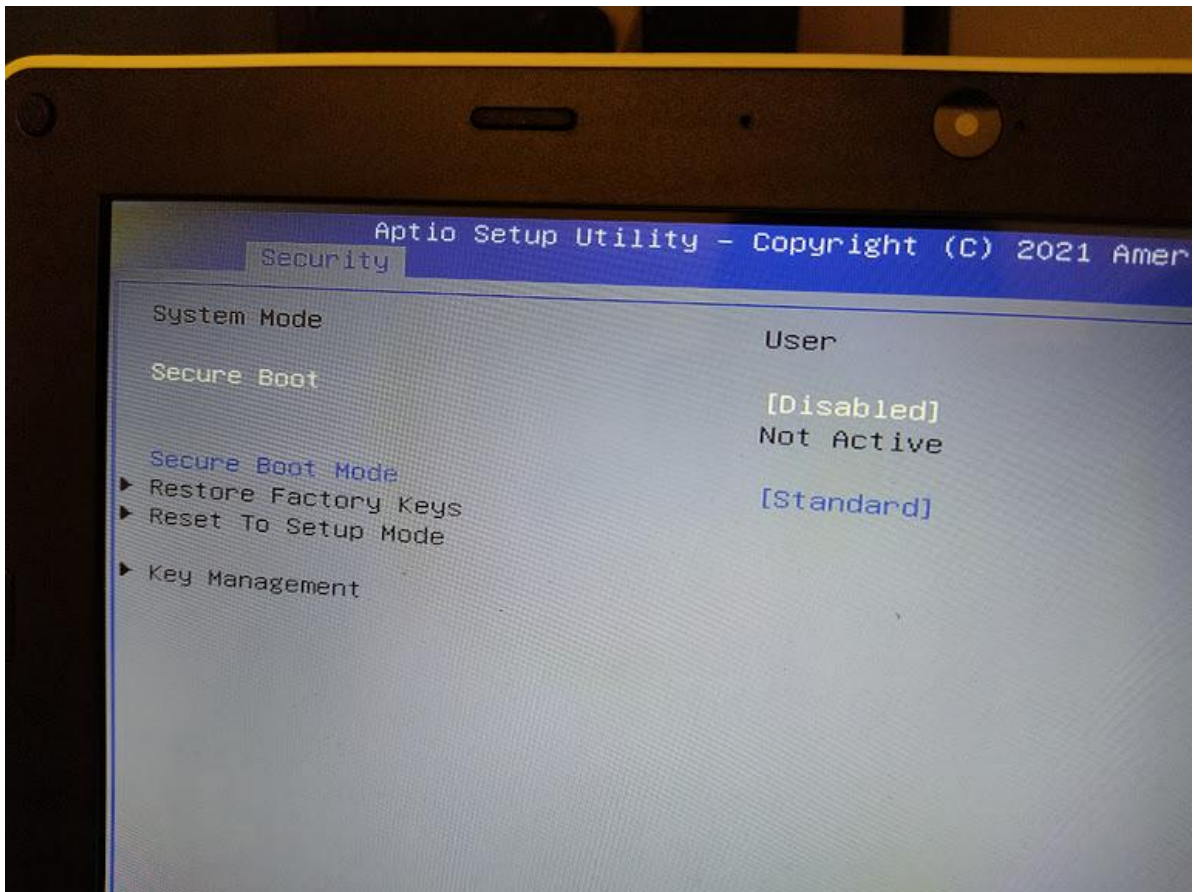 Aptio Setup Utility – Copyright (C) 2021 Amer
Security
System Mode User
Secure Boot [Disabled]
Not Active
Secure Boot Mode [Standard]
▶ Restore Factory Keys
▶ Reset To Setup Mode
▶ Key Management